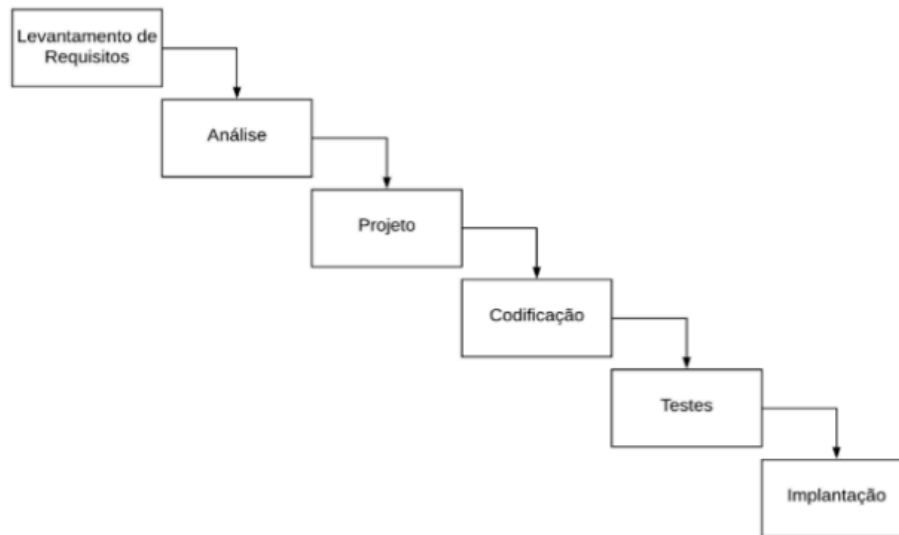 Levantamento de
Requisitos
Análise
Projeto
Codificação
Testes
Implantação